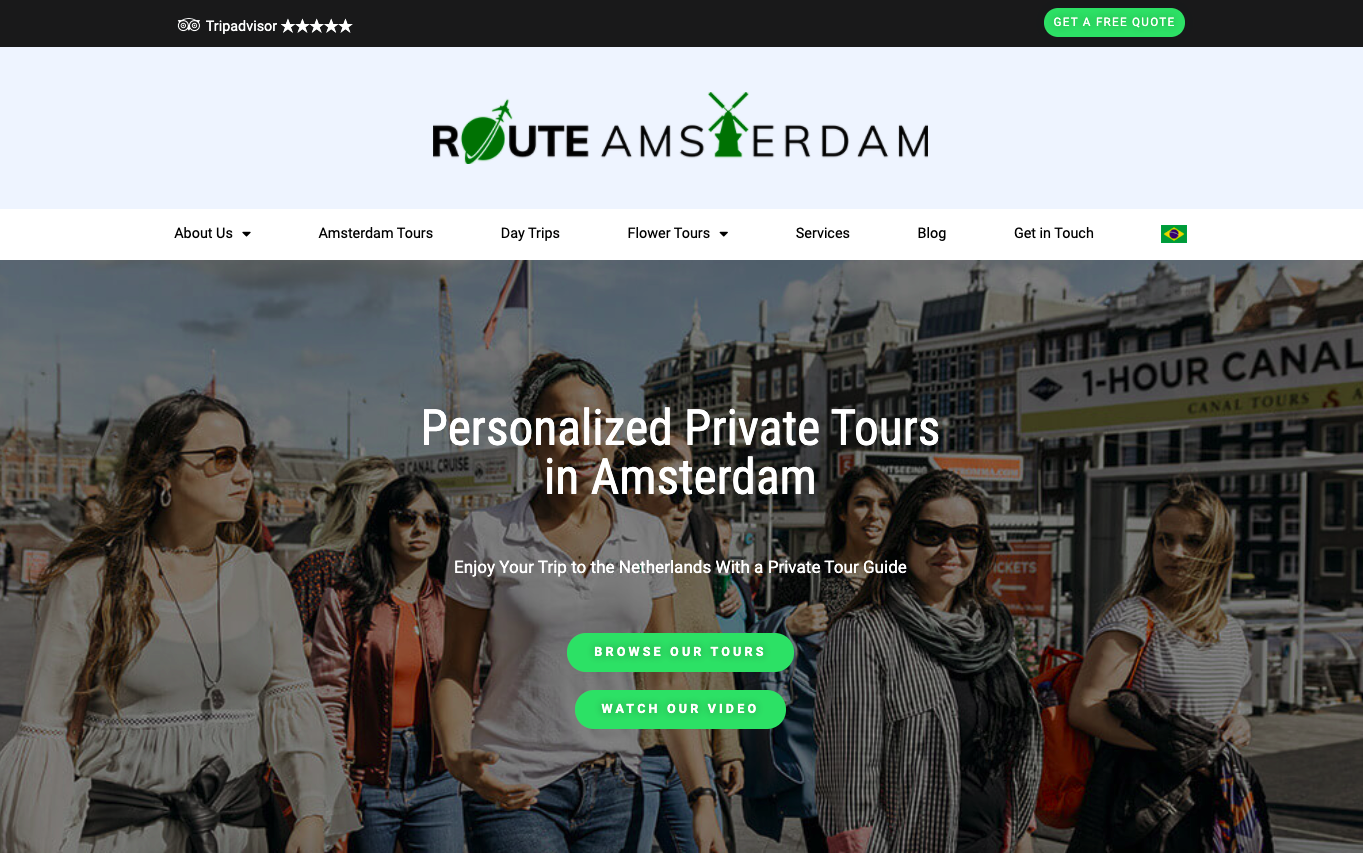 Tripadvisor ★★★★★
GET A FREE QUOTE
ROUTE AMSTERDAM
About Us
Amsterdam Tours
Day Trips
Flower Tours
Services
Blog
Get in Touch
1-HOUR CANAL
CANAL TOURS
Personalized Private Tours
in Amsterdam
R CANAL CRUISE
Enjoy Your Trip to the Netherlands With a Private Tour Guide
BROWSE OUR TOURS
WATCH OUR VIDEO